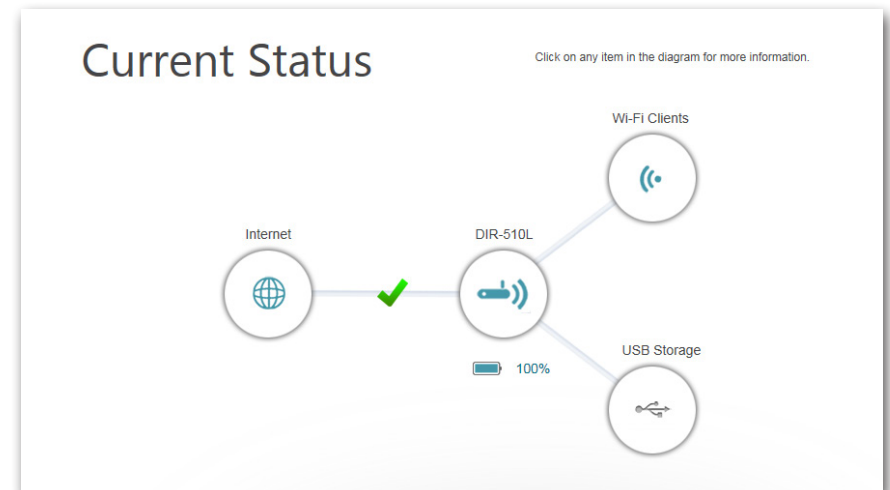 Current Status
Click on any item in the diagram for more information.
Wi-Fi Clients
Internet
DIR-510L
100%
USB Storage